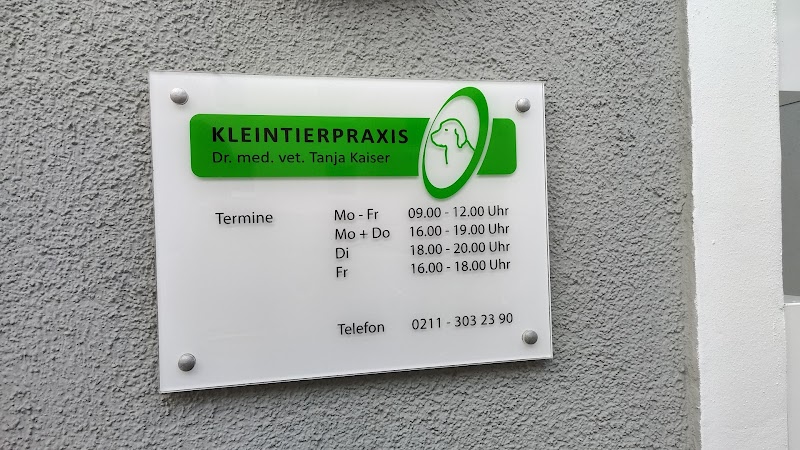 KLEINTIERPRAXIS
Dr. med. vet. Tanja Kaiser
Termine Mo - Fr 09.00 - 12.00 Uhr
Mo + Do 16.00 - 19.00 Uhr
Di 18.00 - 20.00 Uhr
Fr 16.00 - 18.00 Uhr
Telefon 0211 - 303 23 90